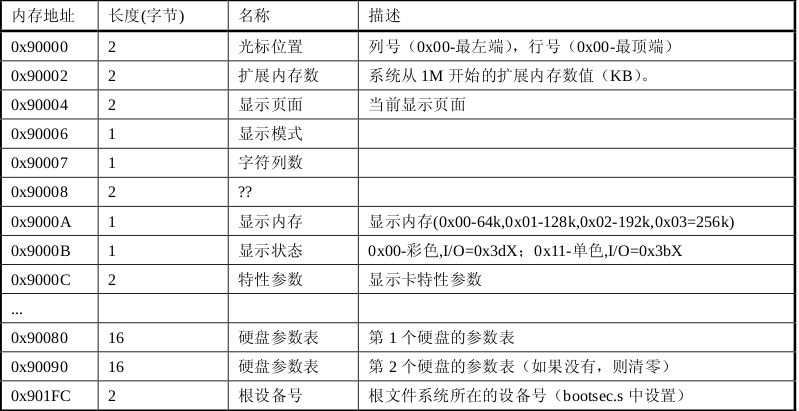 内存地址 长度(字节) 名称 描述
0x90000 2 光标位置 列号（0x00-最左端），行号（0x00-最顶端）
0x90002 2 扩展内存数 系统从 1M 开始的扩展内存数值（KB）。
0x90004 2 显示页面 当前显示页面
0x90006 1 显示模式
0x90007 1 字符列数
0x90008 2 ??
0x9000A 1 显示内存 显示内存(0x00-64k,0x01-128k,0x02-192k,0x03=256k)
0x9000B 1 显示状态 0x00-彩色,I/O=0x3dX；0x11-单色,I/O=0x3bX
0x9000C 2 特性参数 显示卡特性参数
...
0x90080 16 硬盘参数表 第 1 个硬盘的参数表
0x90090 16 硬盘参数表 第 2 个硬盘的参数表（如果没有，则清零）
0x901FC 2 根设备号 根文件系统所在的设备号（bootsec.s 中设置）